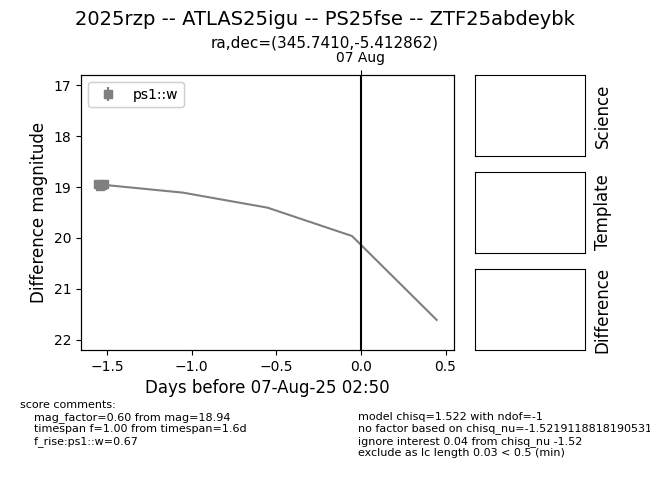 2025rzp -- ATLAS25igu -- PS25fse -- ZTF25abdeybk
ra,dec=(345.7410,-5.412862)
07 Aug
ps1::w
17
18
19
20
21
22
Difference magnitude
−1.5
−1.0
−0.5
0.0
0.5
Days before 07-Aug-25 02:50
Science
Template
Difference
score comments:
mag_factor=0.60 from mag=18.94
timespan f=1.00 from timespan=1.6d
f_rise:ps1::w=0.67
model chisq=1.522 with ndof=-1
no factor based on chisq_nu=-1.5219118818190531
ignore interest 0.04 from chisq_nu -1.52
exclude as lc length 0.03 < 0.5 (min)